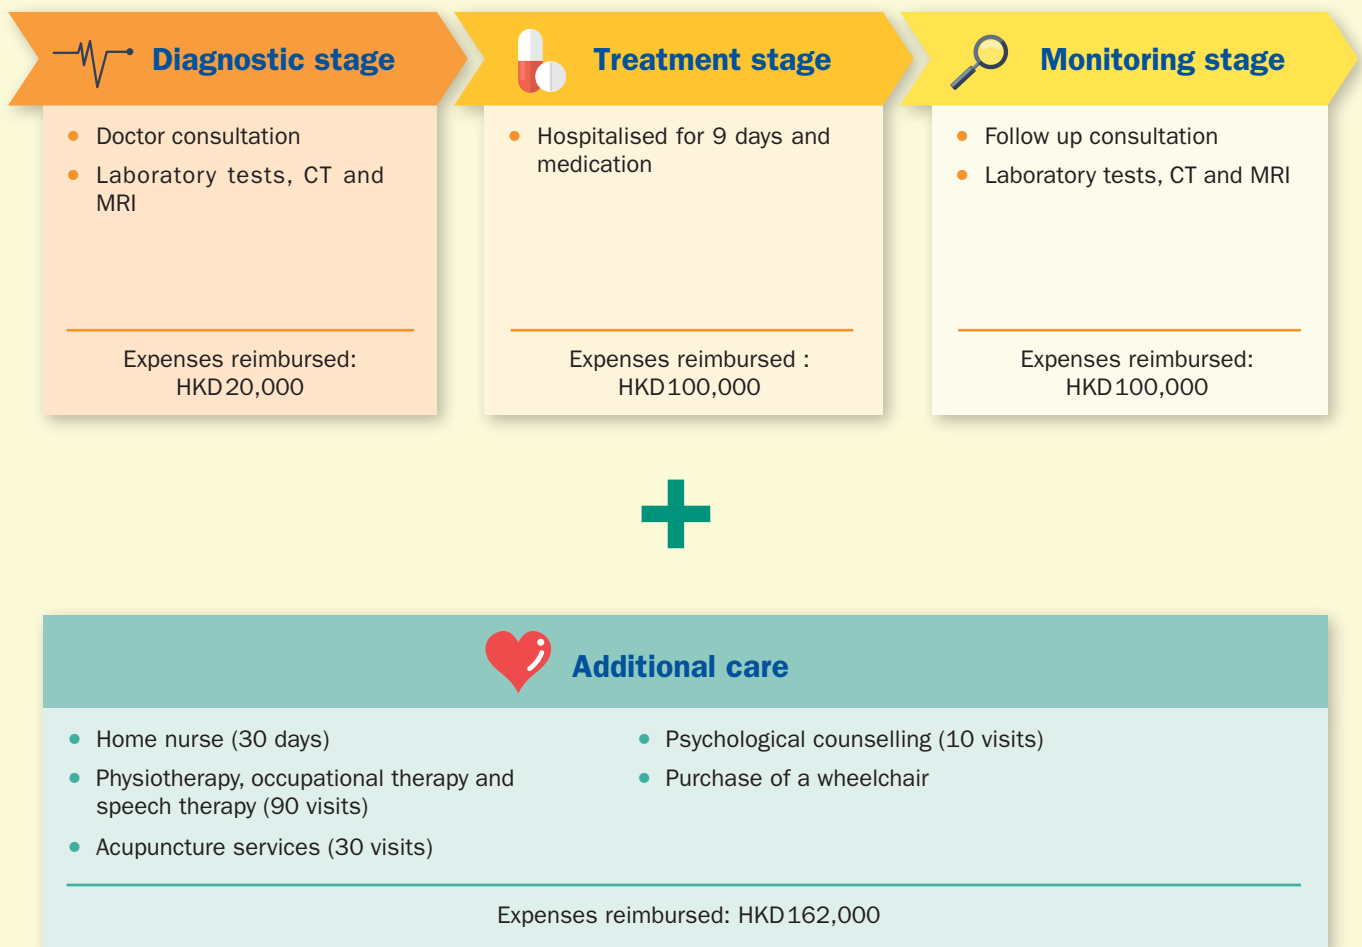 Diagnostic stage
• Doctor consultation
• Laboratory tests, CT and
MRI
Expenses reimbursed:
HKD20,000
Treatment stage
• Hospitalised for 9 days and
medication
Expenses reimbursed :
HKD100,000
Monitoring stage
• Follow up consultation
• Laboratory tests, CT and MRI
Expenses reimbursed:
HKD100,000
+
Additional care
• Home nurse (30 days)
• Physiotherapy, occupational therapy and
speech therapy (90 visits)
• Acupuncture services (30 visits)
• Psychological counselling (10 visits)
• Purchase of a wheelchair
Expenses reimbursed: HKD162,000